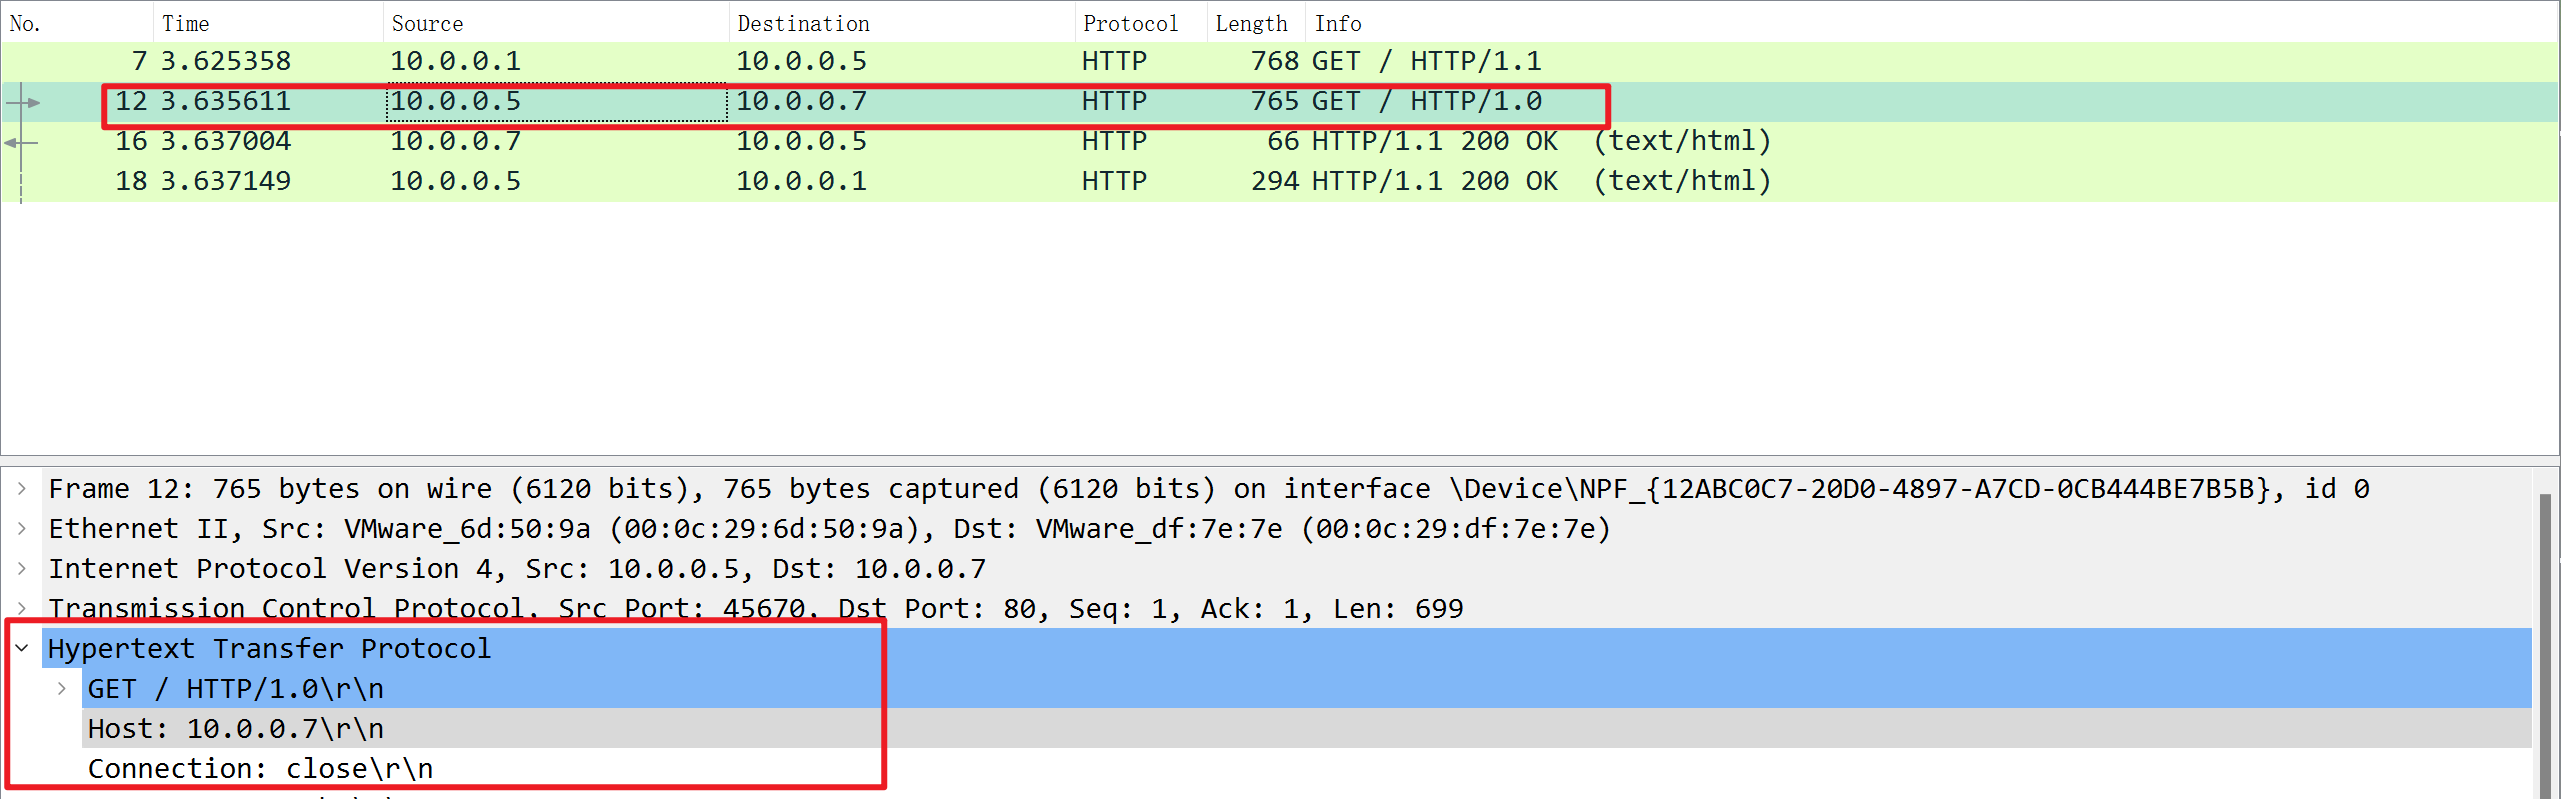 No. Time Source Destination Protocol Length Info
7 3.625358 10.0.0.1 10.0.0.5 HTTP 768 GET / HTTP/1.1
12 3.635611 10.0.0.5 10.0.0.7 HTTP 765 GET / HTTP/1.0
16 3.637004 10.0.0.7 10.0.0.5 HTTP 66 HTTP/1.1 200 OK (text/html)
18 3.637149 10.0.0.5 10.0.0.1 HTTP 294 HTTP/1.1 200 OK (text/html)
Frame 12: 765 bytes on wire (6120 bits), 765 bytes captured (6120 bits) on interface \Device\NPF_{12ABC0C7-20D0-4897-A7CD-0CB444BE7B5B}, id 0
Ethernet II, Src: VMware_6d:50:9a (00:0c:29:6d:50:9a), Dst: VMware_df:7e:7e (00:0c:29:df:7e:7e)
Internet Protocol Version 4, Src: 10.0.0.5, Dst: 10.0.0.7
Transmission Control Protocol, Src Port: 45670, Dst Port: 80, Seq: 1, Ack: 1, Len: 699
Hypertext Transfer Protocol
GET / HTTP/1.0\r\n
Host: 10.0.0.7\r\n
Connection: close\r\n